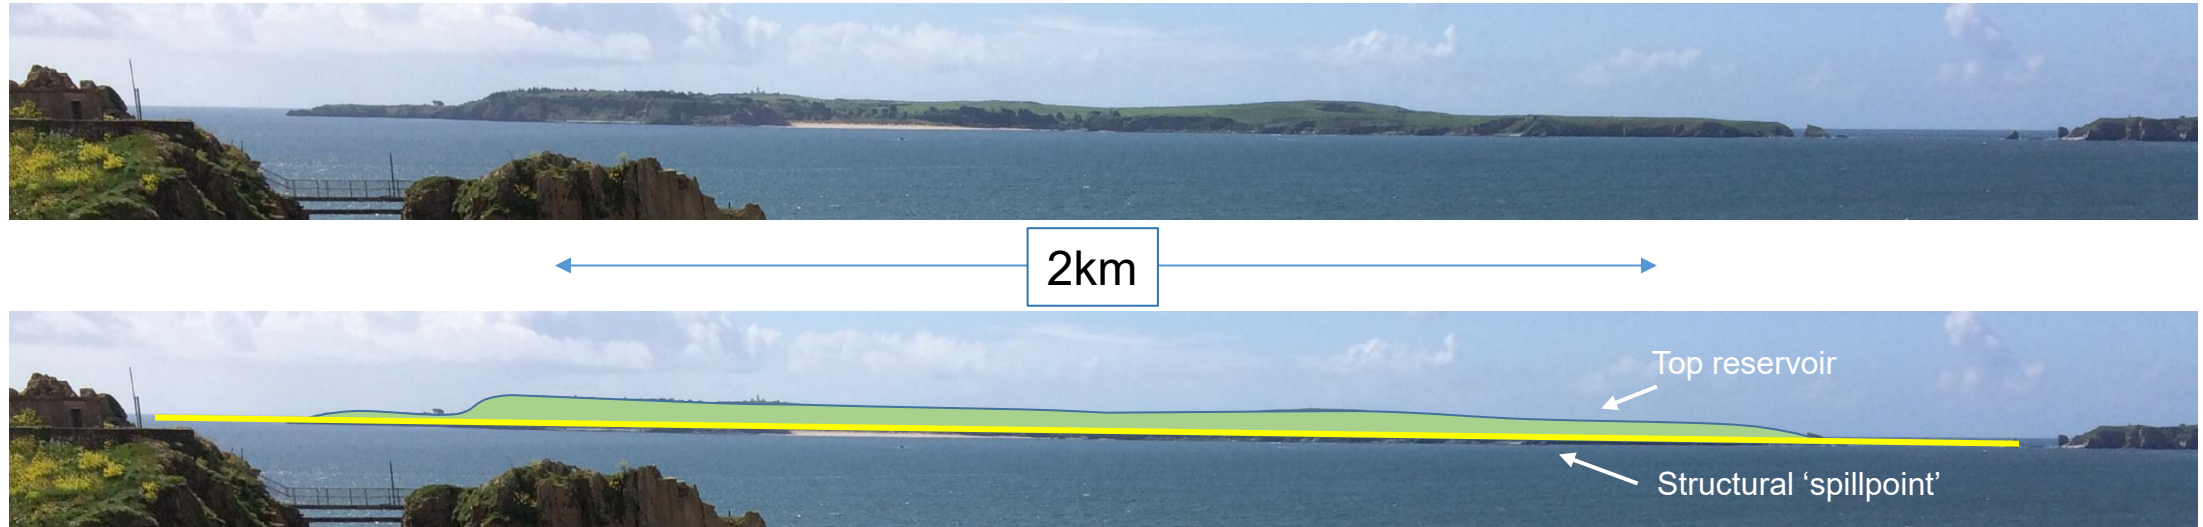 2km
Top reservoir
Structural ‘spillpoint’